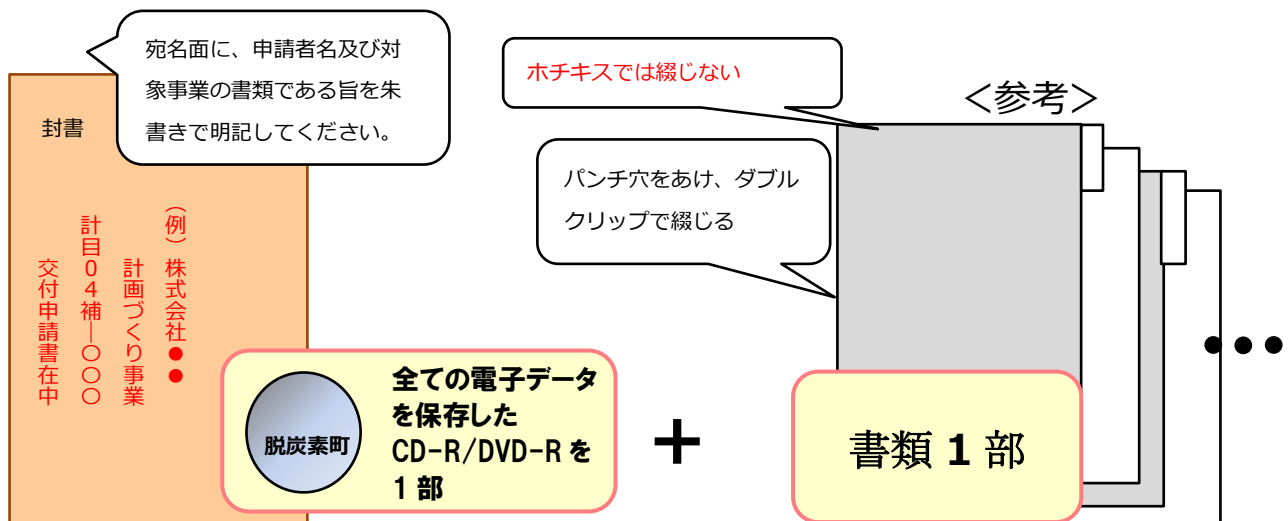 宛名面に、申請者名及び対
象事業の書類である旨を朱
書きで明記してください。
封書
（例）株式会社●●
計画づくり事業
計目０４補―〇〇〇
交付申請書在中
ホチキスでは綴じない
＜参考＞
パンチ穴をあけ、ダブル
クリップで綴じる
●●●
脱炭素町
全ての電子データ
を保存した
CD-R/DVD-R を
1 部
＋
書類 1 部